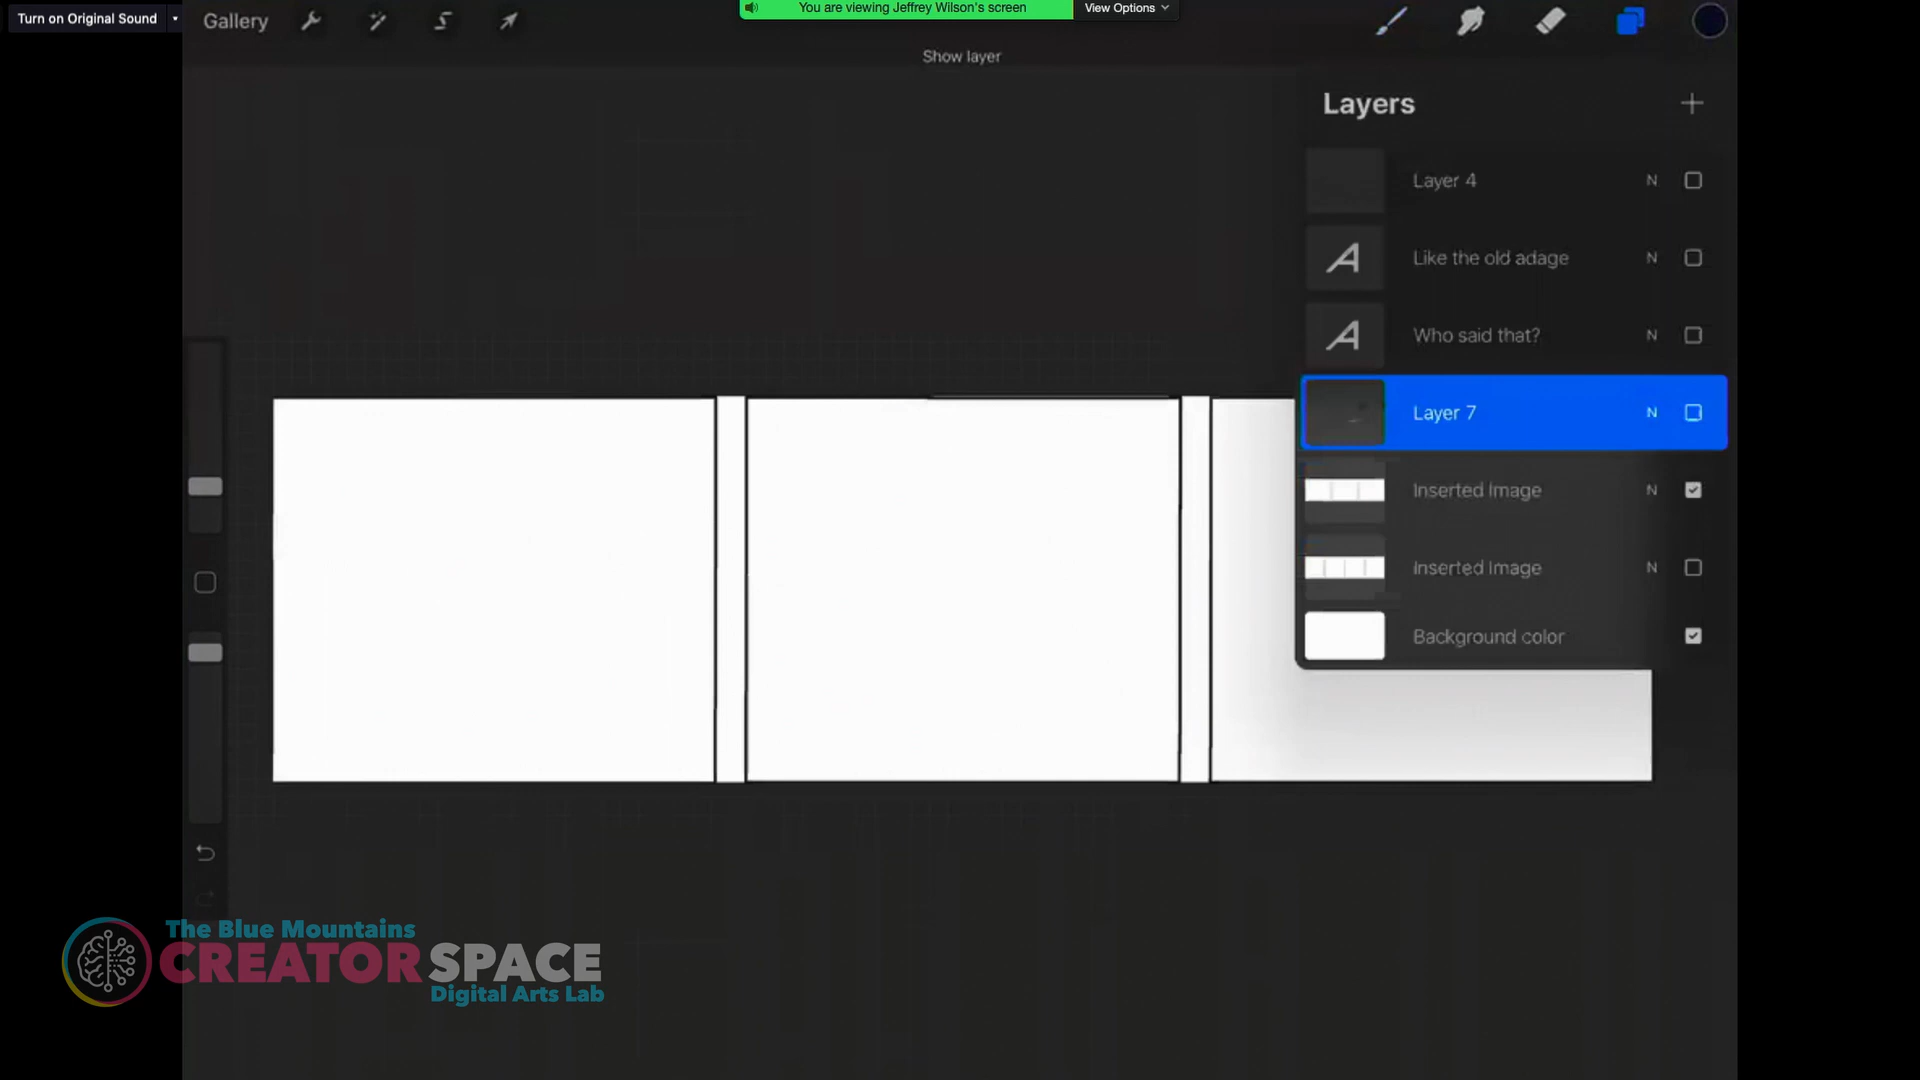 Turn on Original Sound
You are viewing Jeffrey Wilson's screen
View Options
Gallery
Show layer
Layers
Layer 4 N
A Like the old adage N
A Who said that? N
Layer 7 N
Inserted Image N
Inserted Image N
Background color
The Blue Mountains
CREATOR SPACE
Digital Arts Lab